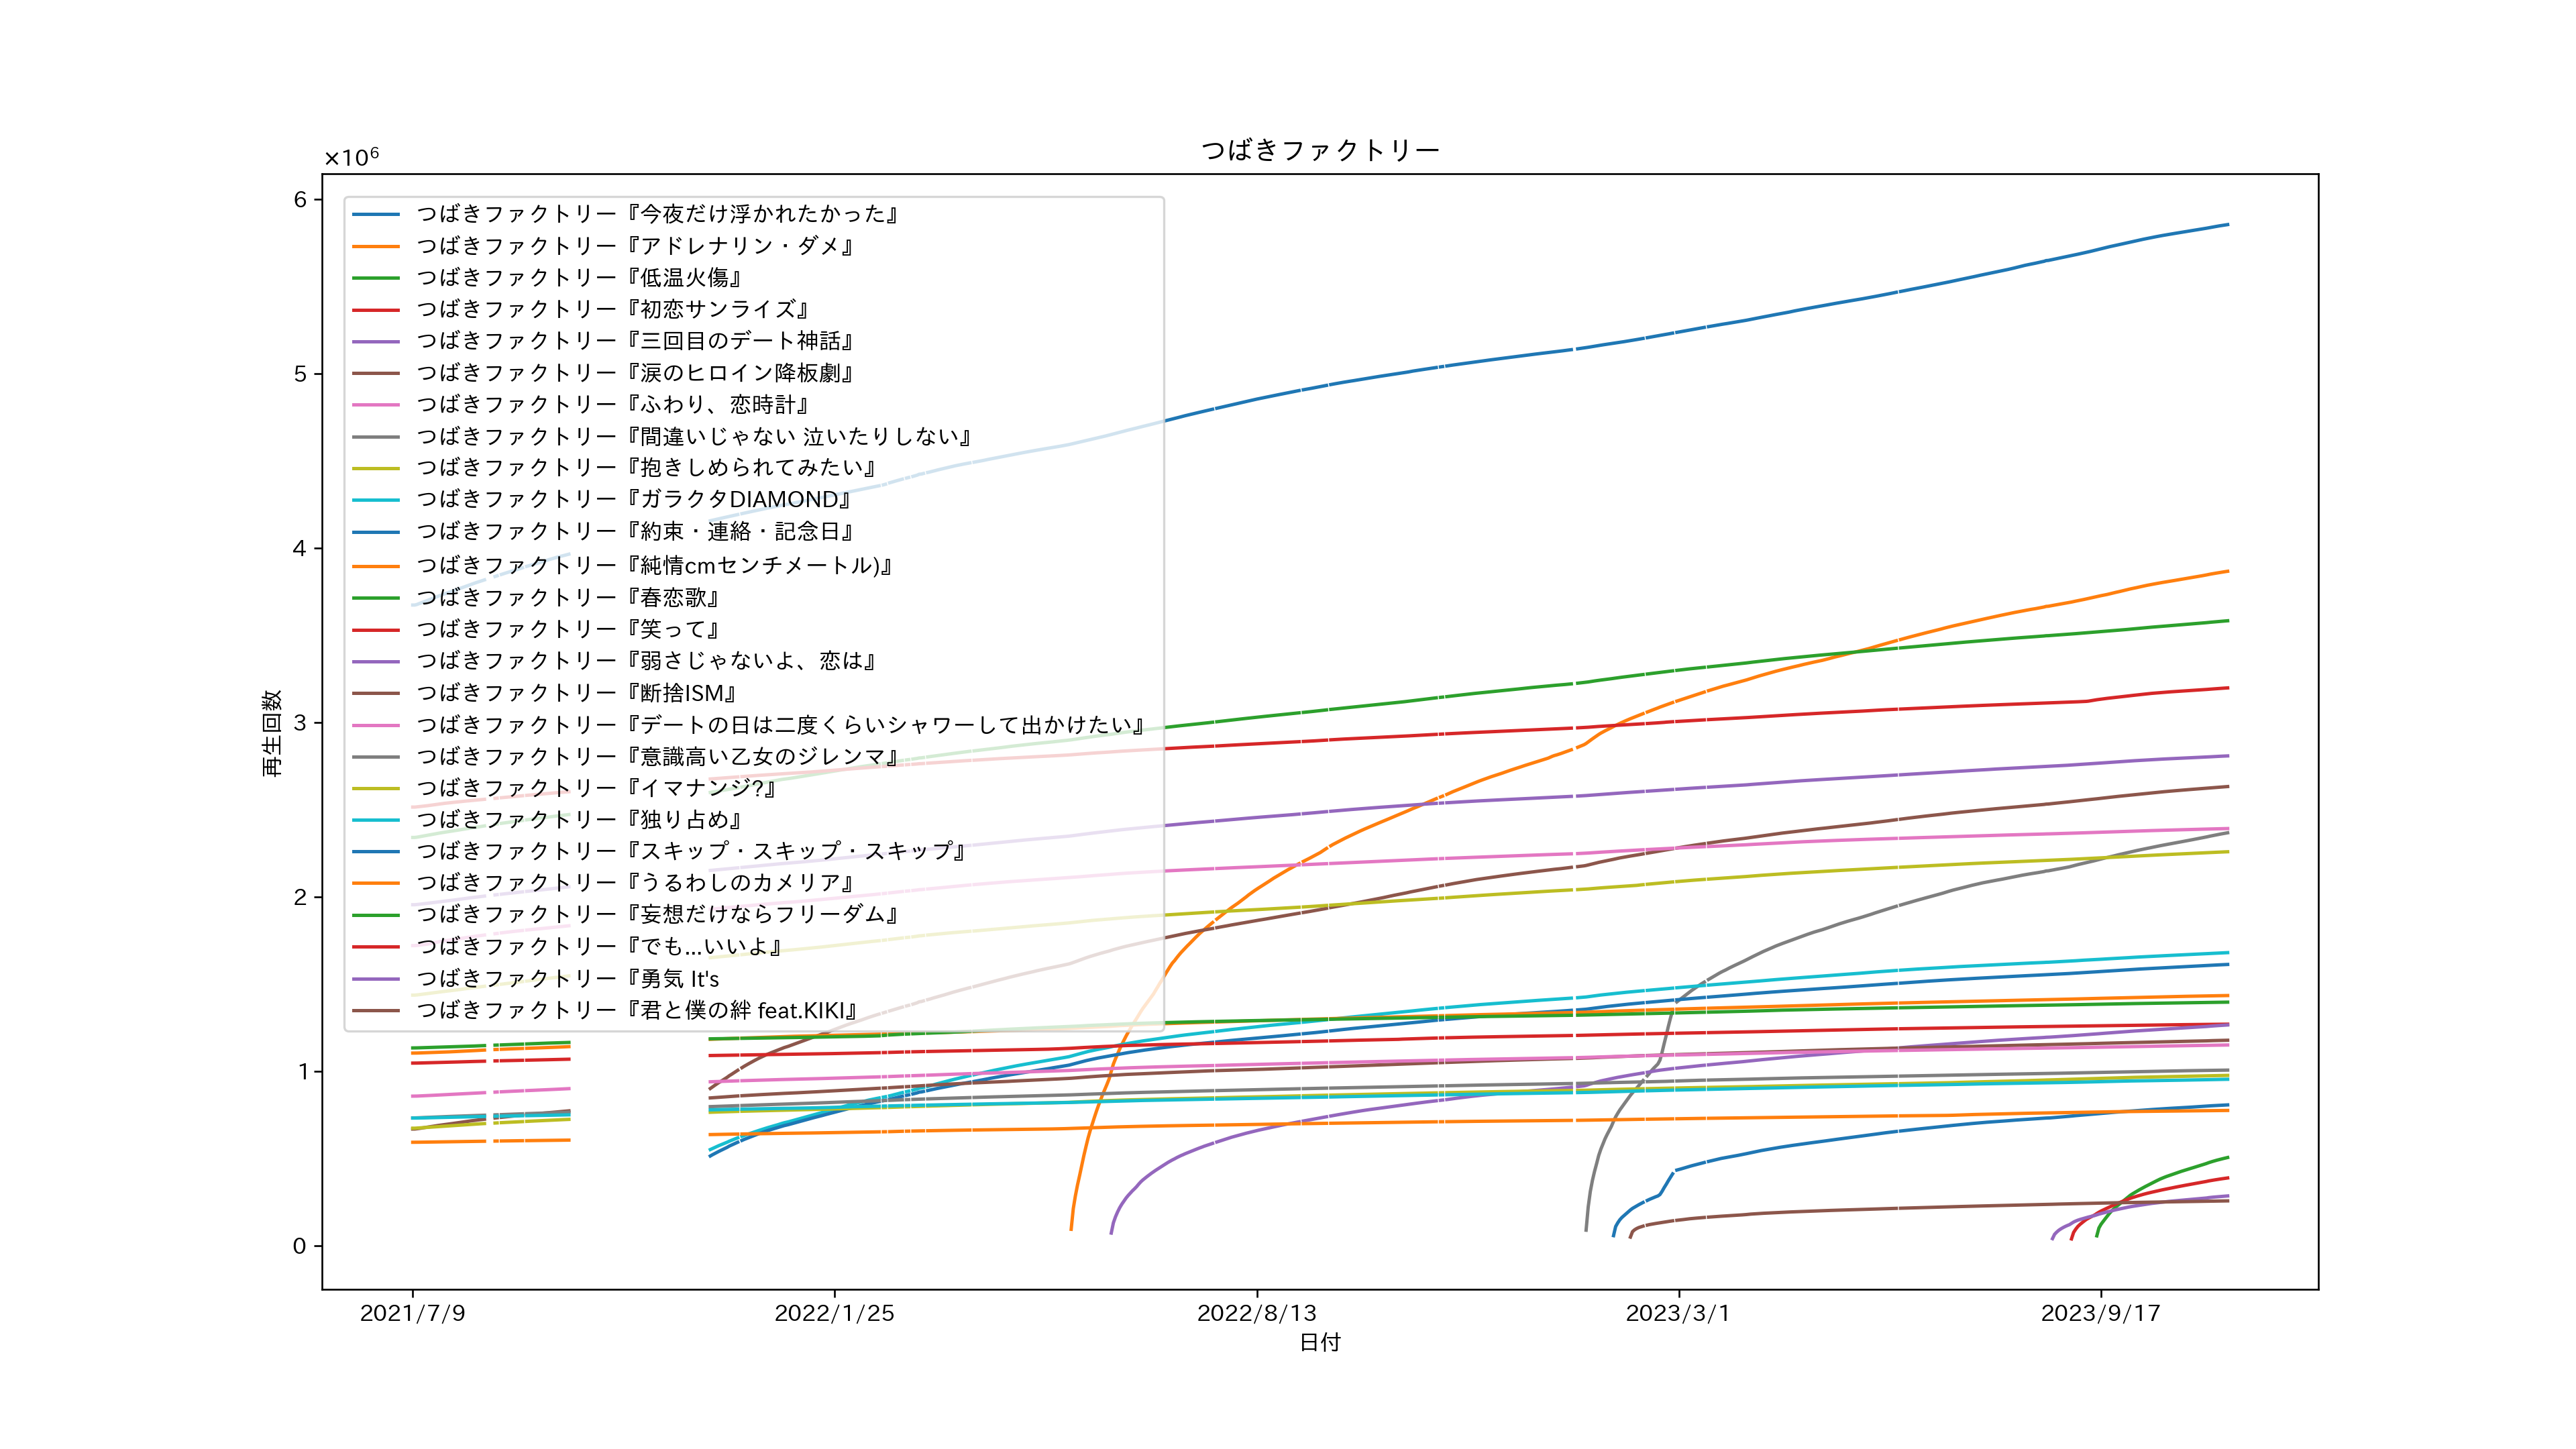 つばきファクトリー
×10⁶
6
5
4
3
2
1
0
再生回数
つばきファクトリー『今夜だけ浮かれたかった』
つばきファクトリー『アドレナリン・ダメ』
つばきファクトリー『低温火傷』
つばきファクトリー『初恋サンライズ』
つばきファクトリー『三回目のデート神話』
つばきファクトリー『涙のヒロイン降板劇』
つばきファクトリー『ふわり、恋時計』
つばきファクトリー『間違いじゃない 泣いたりしない』
つばきファクトリー『抱きしめられてみたい』
つばきファクトリー『ガラクタDIAMOND』
つばきファクトリー『約束・連絡・記念日』
つばきファクトリー『純情cmセンチメートル)』
つばきファクトリー『春恋歌』
つばきファクトリー『笑って』
つばきファクトリー『弱さじゃないよ、恋は』
つばきファクトリー『断捨ISM』
つばきファクトリー『デートの日は二度くらいシャワーして出かけたい』
つばきファクトリー『意識高い乙女のジレンマ』
つばきファクトリー『イマナンジ?』
つばきファクトリー『独り占め』
つばきファクトリー『スキップ・スキップ・スキップ』
つばきファクトリー『うるわしのカメリア』
つばきファクトリー『妄想だけならフリーダム』
つばきファクトリー『でも...いいよ』
つばきファクトリー『勇気 It's
つばきファクトリー『君と僕の絆 feat.KIKI』
2021/7/9
2022/1/25
2022/8/13
2023/3/1
2023/9/17
日付